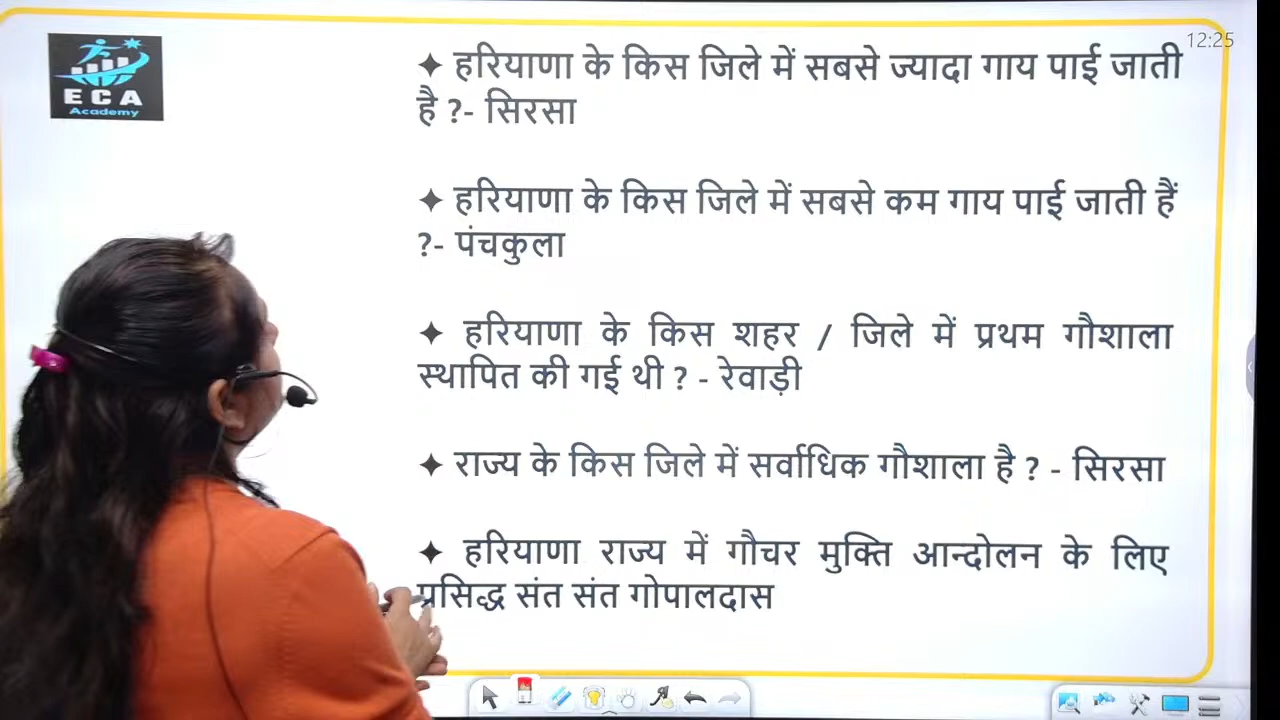 12:25
ECA
Academy
✦ हरियाणा के किस जिले में सबसे ज्यादा गाय पाई जाती
है ?- सिरसा
✦ हरियाणा के किस जिले में सबसे कम गाय पाई जाती हैं
?- पंचकुला
✦ हरियाणा के किस शहर / जिले में प्रथम गौशाला
स्थापित की गई थी ? - रेवाड़ी
✦ राज्य के किस जिले में सर्वाधिक गौशाला है ? - सिरसा
✦ हरियाणा राज्य में गौचर मुक्ति आन्दोलन के लिए
प्रसिद्ध संत संत गोपालदास